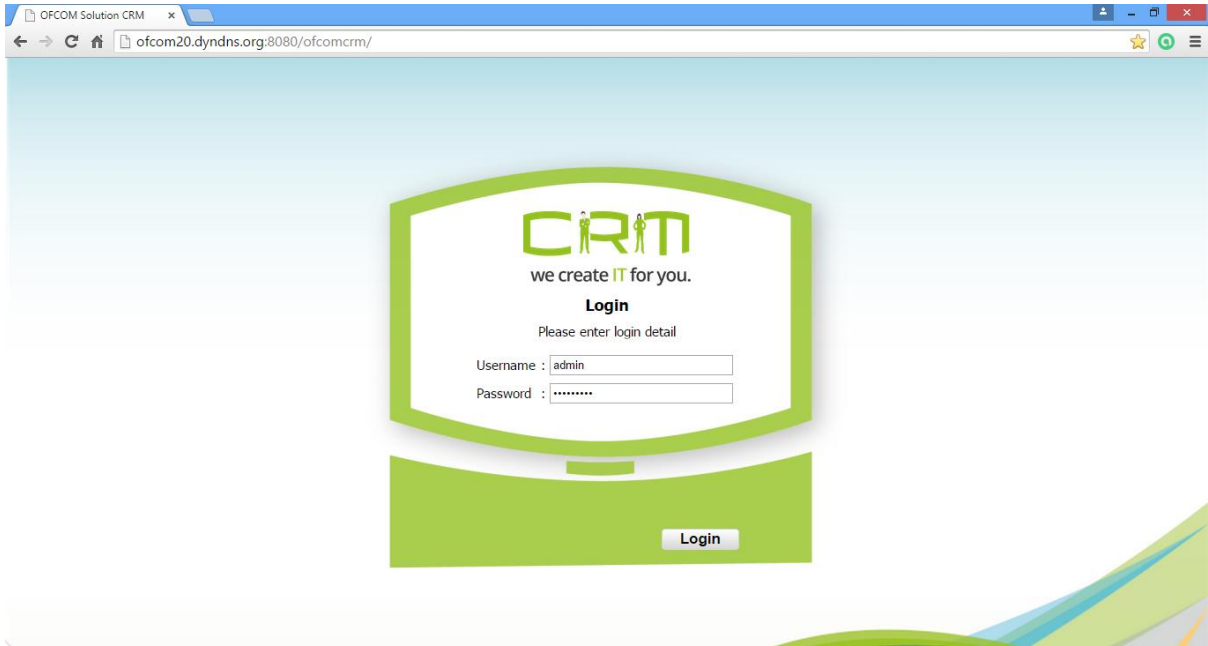 OFCOM Solution CRM
ofcom20.dyndns.org:8080/ofcomcrm/
CRM
we create IT for you.
Login
Please enter login detail
Username : admin
Password : •••••••••
Login